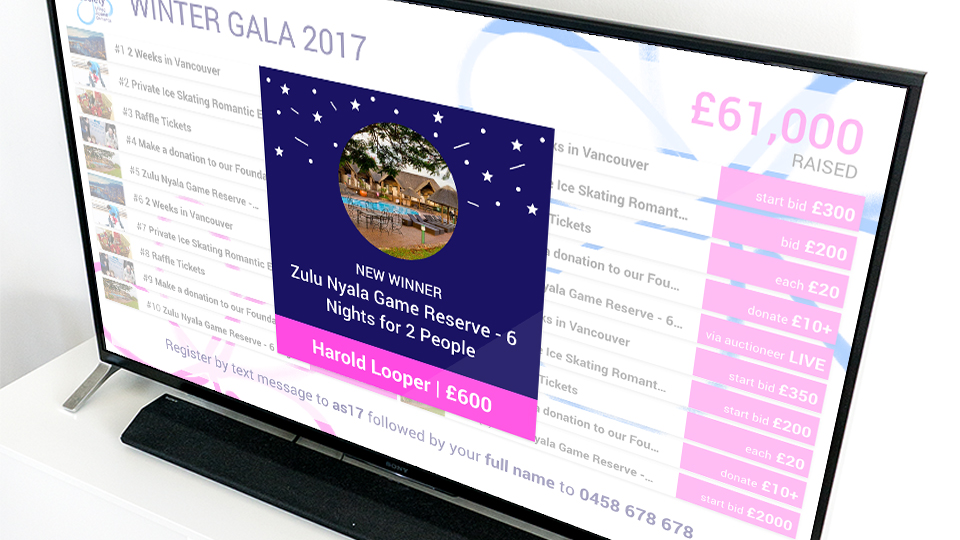 WINTER GALA 2017
#1 2 Weeks in Vancouver
#2 Private Ice Skating Romantic E
#3 Raffle Tickets
#4 Make a donation to our Founda
#5 Zulu Nyala Game Reserve -...
#6 2 Weeks in Vancouver
#7 Private Ice Skating Romantic E
#8 Raffle Tickets
#9 Make a donation to our Founda
#10 Zulu Nyala Game Reserve - 6
NEW WINNER
Zulu Nyala Game Reserve - 6
Nights for 2 People
Harold Looper | £600
£61,000
RAISED
ks in Vancouver
start bid £300
e Ice Skating Romant...
bid £200
Tickets
each £20
donation to our Fou...
donate £10+
yala Game Reserve - 6...
via auctioneer LIVE
ks in Vancouver
start bid £350
e Ice Skating Romant...
start bid £200
Tickets
each £20
donation to our Fou...
donate £10+
yala Game Reserve -...
start bid £2000
Register by text message to as17 followed by your full name to 0458 678 678
SONY